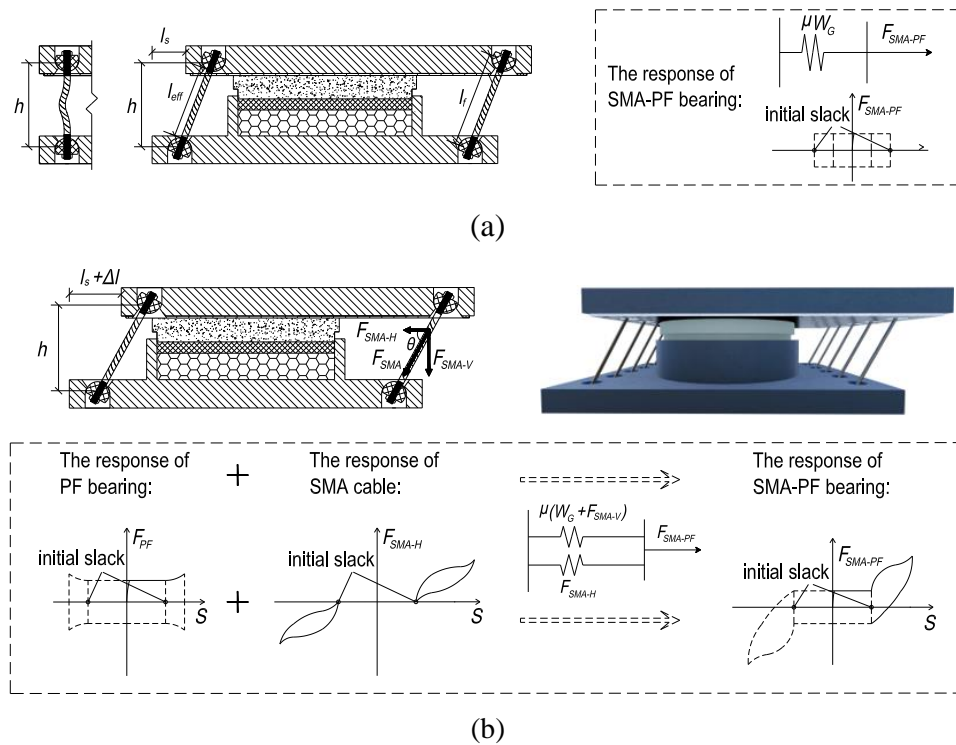 l_s
h
h
l_eff
l_f
The response of
SMA-PF bearing:
μW_G
F_SMA-PF
F_SMA-PF
initial slack
(a)
l_s +Δl
h
F_SMA-H
θ
F_SMA
F_SMA-V
The response of
PF bearing:
+
The response of
SMA cable:
The response of
SMA-PF bearing:
μ(W_G +F_SMA-V)
F_SMA-PF
F_SMA-H
initial slack
F_PF
S
+
initial slack
F_SMA-H
S
initial slack
F_SMA-PF
S
(b)